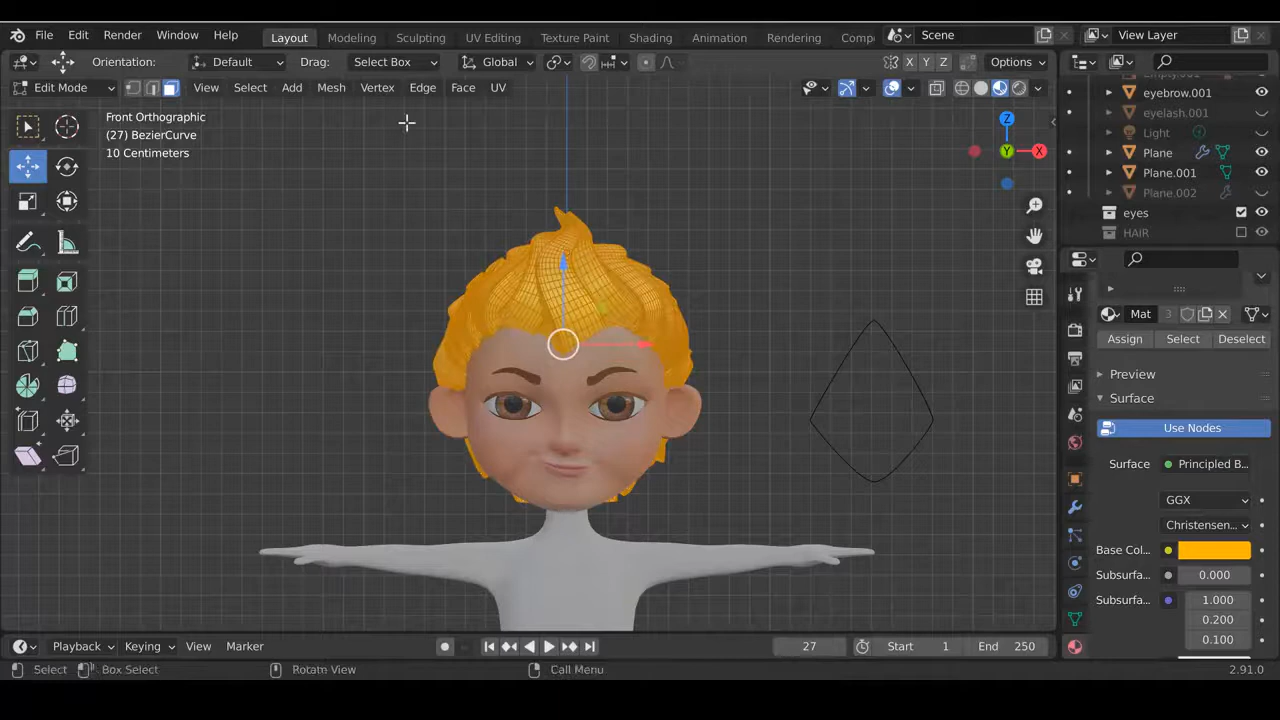 File Edit Render Window Help Layout Modeling Sculpting UV Editing Texture Paint Shading Animation Rendering Comp Scene View Layer
Orientation: Default Drag: Select Box Global X Y Z Options
Edit Mode View Select Add Mesh Vertex Edge Face UV
Front Orthographic
(27) BezierCurve
10 Centimeters
Z
Y
X
eyebrow.001
eyelash.001
Light
Plane
Plane.001
Plane.002
eyes
HAIR
Mat 3
Assign Select Deselect
Preview
Surface
Use Nodes
Surface Principled B...
GGX
Christensen...
Base Col...
Subsurfa... 0.000
Subsurfa... 1.000
0.200
0.100
Playback Keying View Marker 27 Start 1 End 250
Select Box Select Rotate View Call Menu 2.91.0